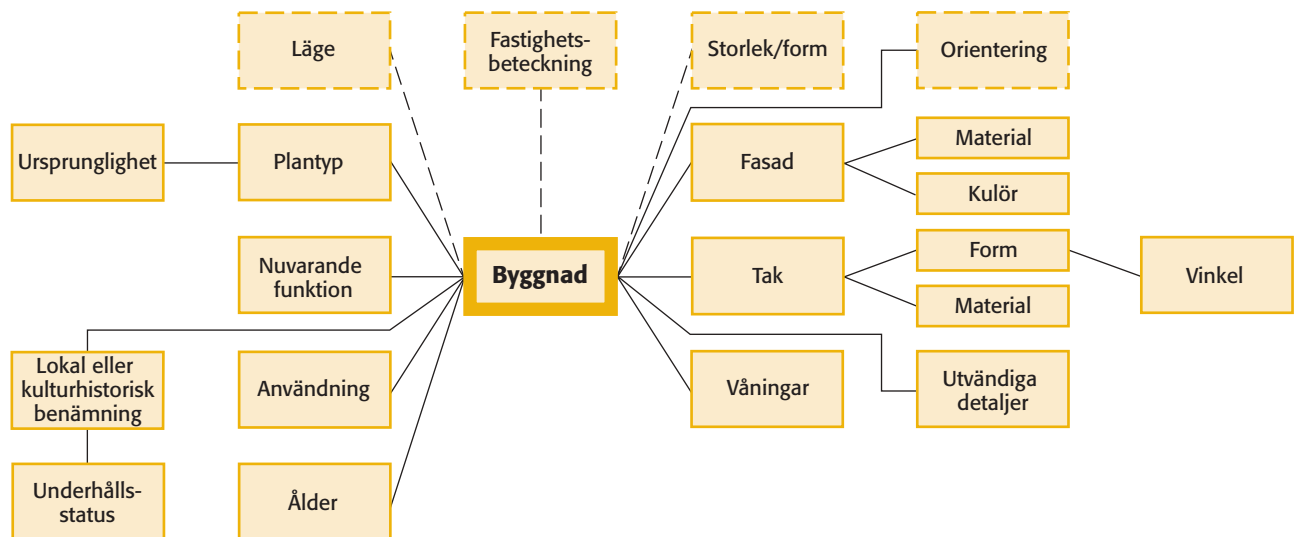 Läge
Fastighets-
beteckning
Storlek/form
Orientering
Ursprunglighet
Plantyp
Fasad
Material
Kulör
Nuvarande
funktion
Byggnad
Tak
Form
Material
Vinkel
Lokal eller
kulturhistorisk
benämning
Användning
Våningar
Utvändiga
detaljer
Underhålls-
status
Ålder